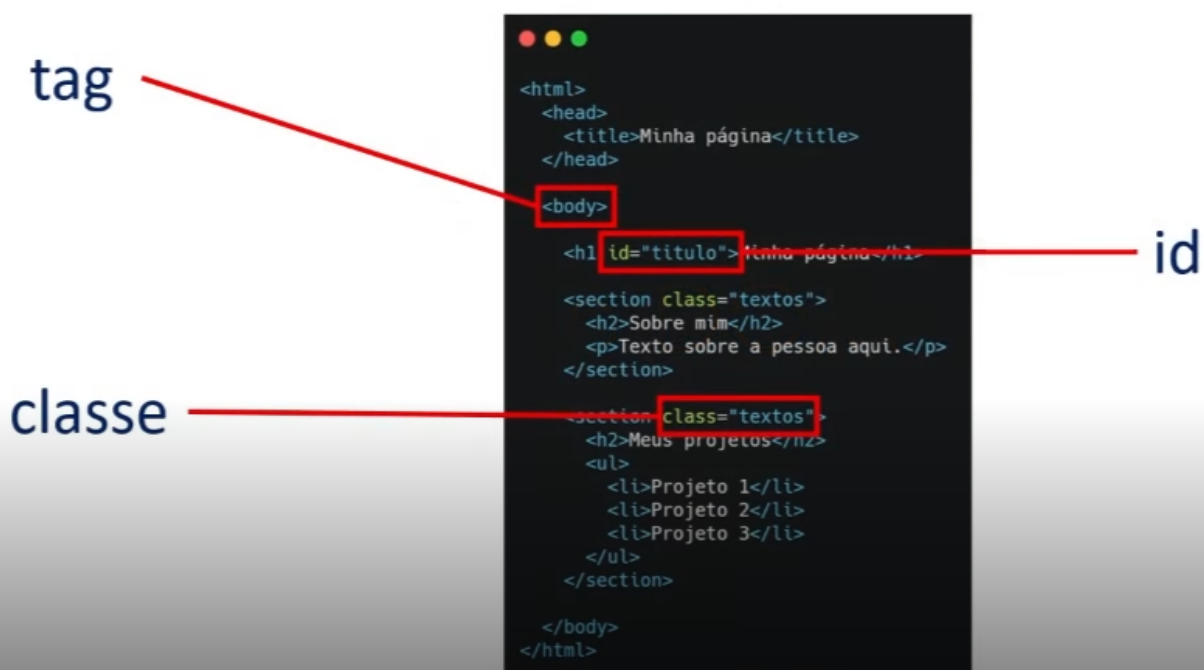 tag
id
classe
<html>
<head>
<title>Minha página</title>
</head>
<body>
<h1 id="titulo">Minha página</h1>
<section class="textos">
<h2>Sobre mim</h2>
<p>Texto sobre a pessoa aqui.</p>
</section>
<section class="textos">
<h2>Meus projetos</h2>
<ul>
<li>Projeto 1</li>
<li>Projeto 2</li>
<li>Projeto 3</li>
</ul>
</section>
</body>
</html>